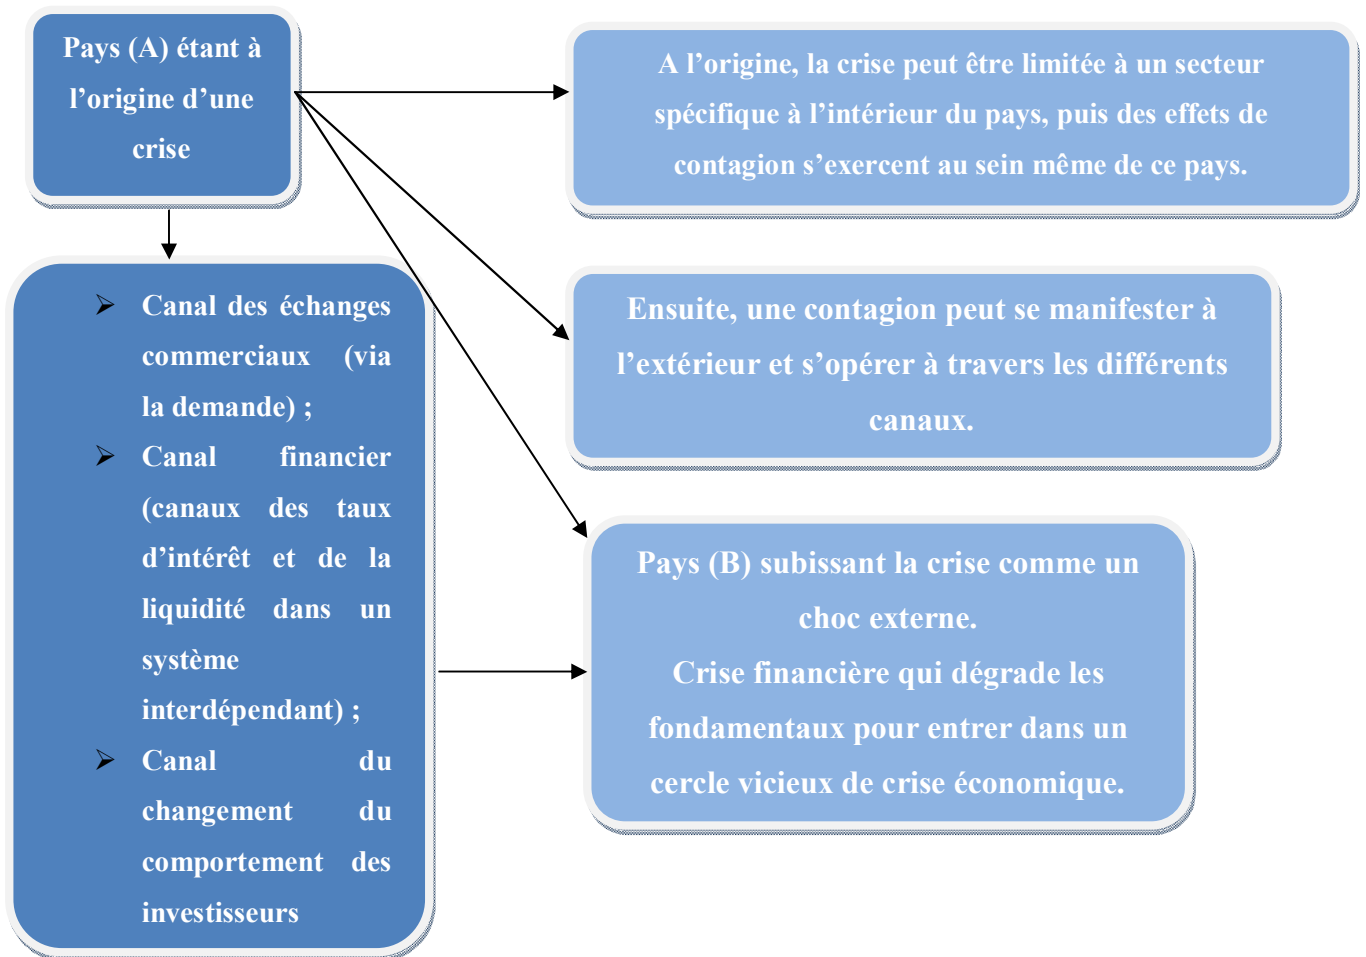 Pays (A) étant à
l’origine d’une
crise
A l’origine, la crise peut être limitée à un secteur
spécifique à l’intérieur du pays, puis des effets de
contagion s’exercent au sein même de ce pays.
Ensuite, une contagion peut se manifester à
l’extérieur et s’opérer à travers les différents
canaux.
➢ Canal des échanges
commerciaux (via
la demande) ;
➢ Canal financier
(canaux des taux
d’intérêt et de la
liquidité dans un
système
interdépendant) ;
➢ Canal du
changement du
comportement des
investisseurs
Pays (B) subissant la crise comme un
choc externe.
Crise financière qui dégrade les
fondamentaux pour entrer dans un
cercle vicieux de crise économique.